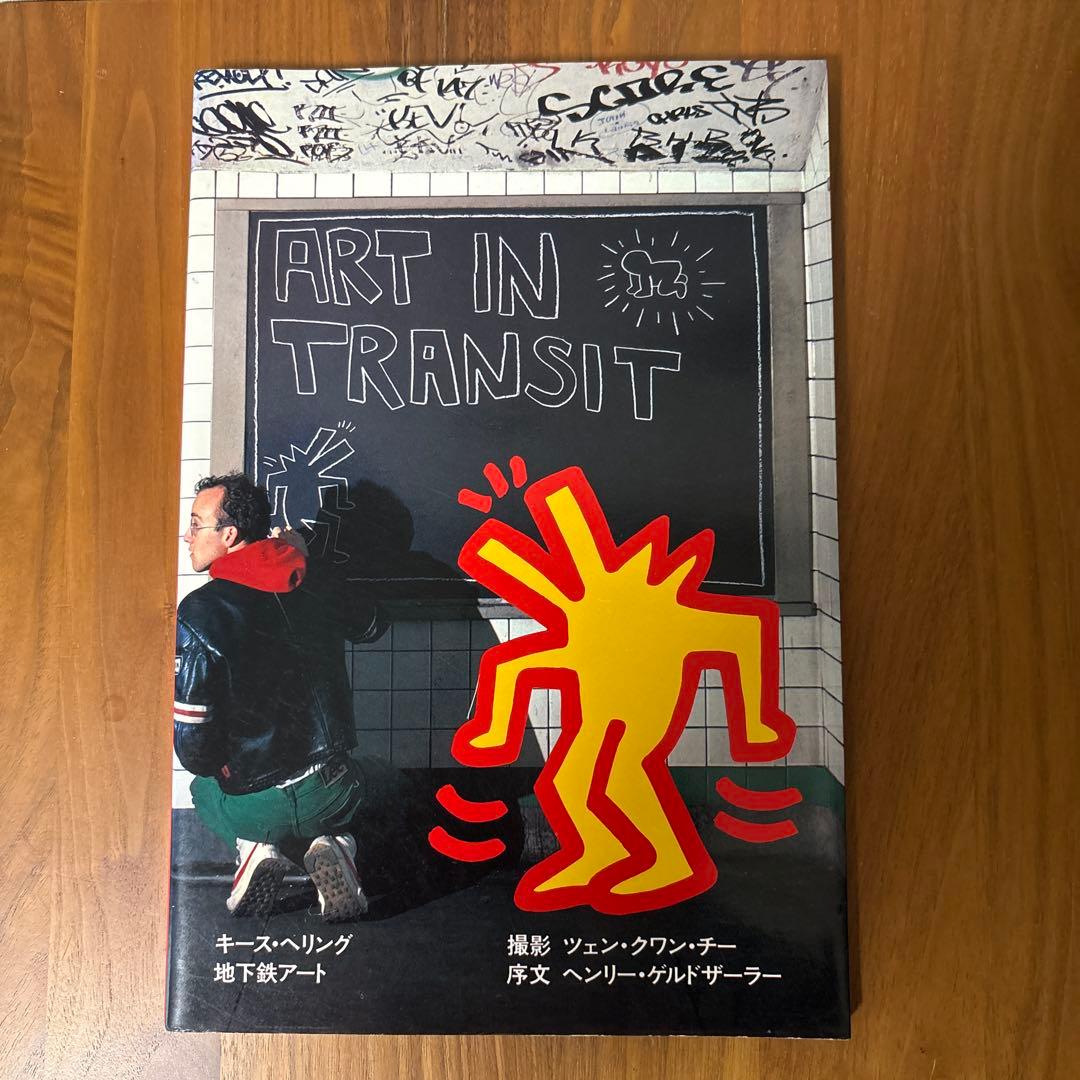 ART IN
TRANSIT
キース・ヘリング
地下鉄アート
撮影 ツェン・クワン・チー
序文 ヘンリー・ゲルドザーラー